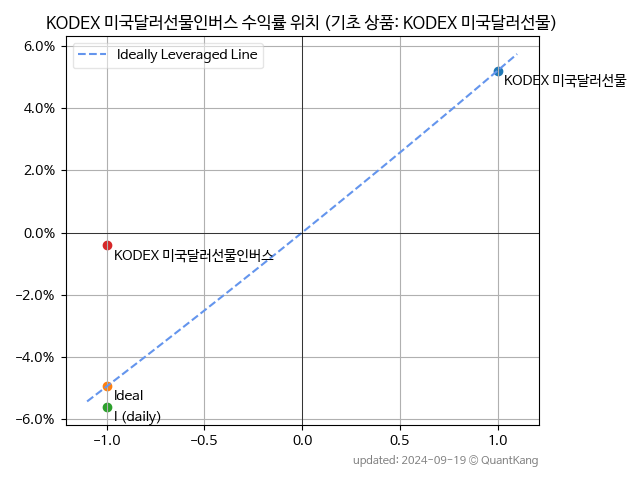 KODEX 미국달러선물인버스 수익률 위치 (기초 상품: KODEX 미국달러선물)
6.0%
Ideally Leveraged Line
KODEX 미국달러선물
4.0%
2.0%
0.0%
KODEX 미국달러선물인버스
-2.0%
-4.0%
Ideal
I (daily)
-6.0%
-1.0 -0.5 0.0 0.5 1.0
updated: 2024-09-19 © QuantKang